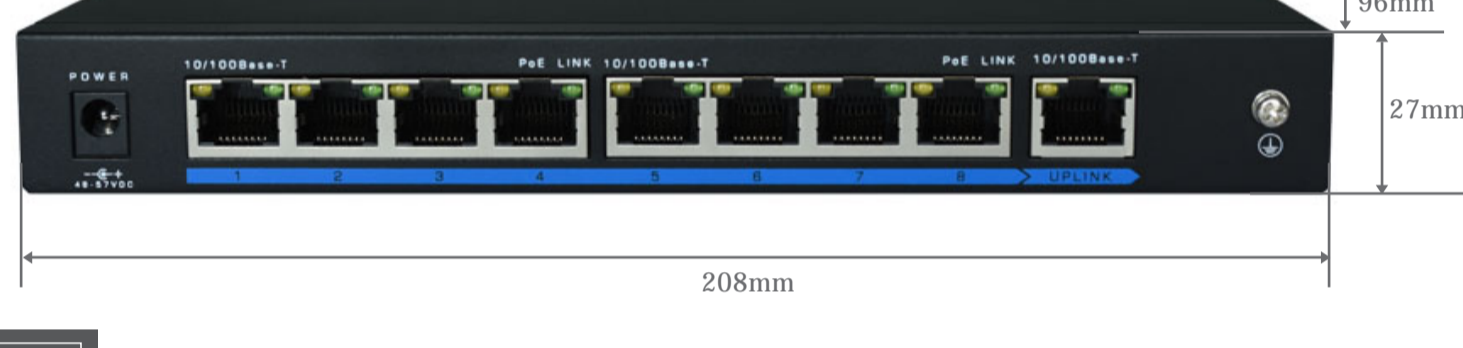 96mm
POWER
10/100Base-T
PoE LINK
10/100Base-T
PoE LINK
10/100Base-T
27mm
1
2
3
4
5
6
7
8
UPLINK
48-57VDC
208mm